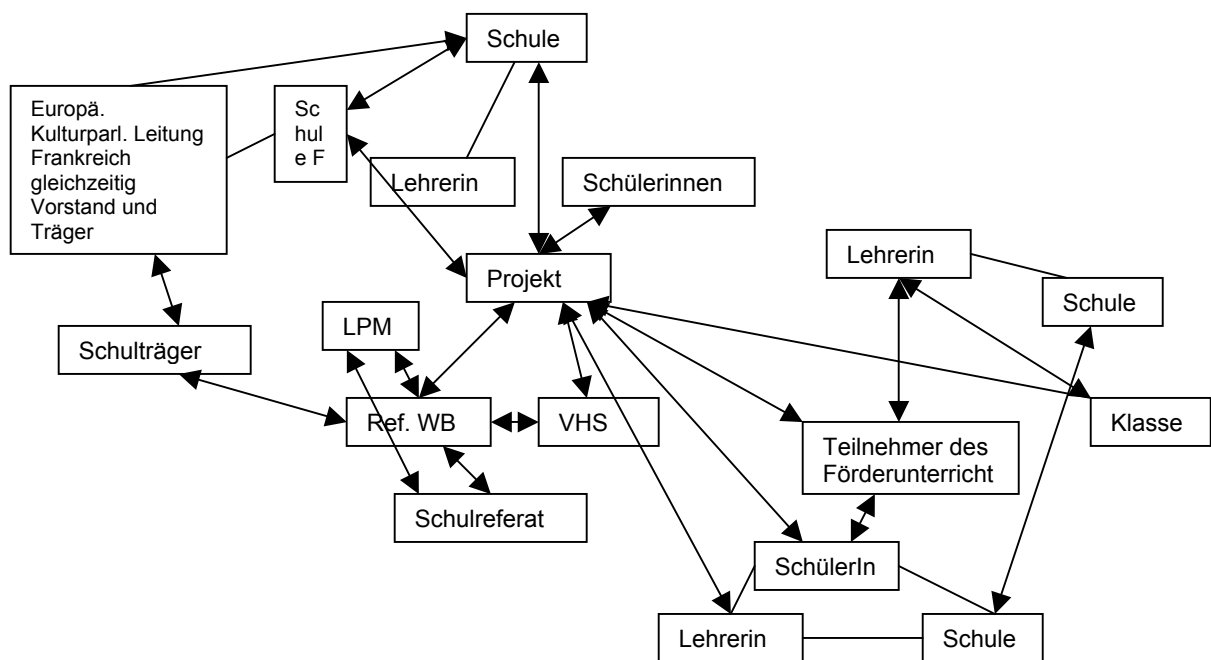 Schule
Europä.
Kulturparl. Leitung
Frankreich
gleichzeitig
Vorstand und
Träger
Sc
hul
e F
Lehrerin
Schülerinnen
Projekt
Lehrerin
Schule
LPM
Schulträger
Ref. WB
VHS
Klasse
Teilnehmer des
Förderunterricht
Schulreferat
SchülerIn
Lehrerin
Schule